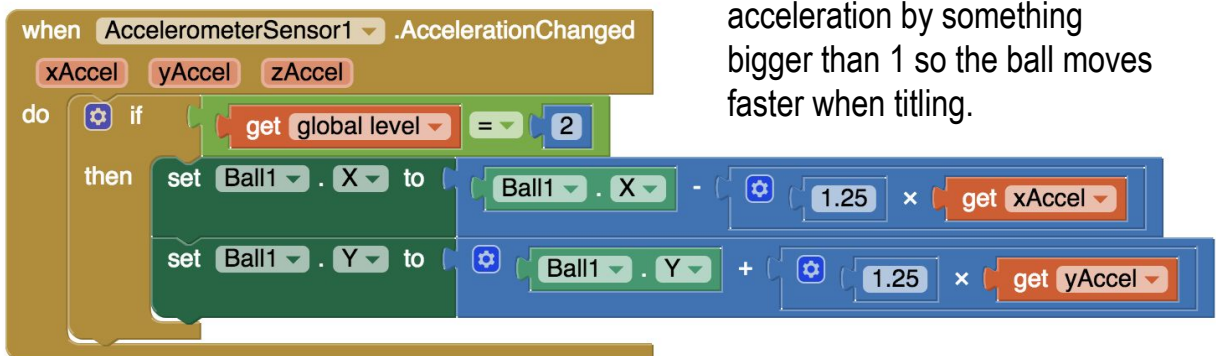 acceleration by something
bigger than 1 so the ball moves
faster when titling.
when AccelerometerSensor1 .AccelerationChanged
xAccel yAccel zAccel
do if get global level = 2
then set Ball1 . X to Ball1 . X - 1.25 × get xAccel
set Ball1 . Y to Ball1 . Y + 1.25 × get yAccel